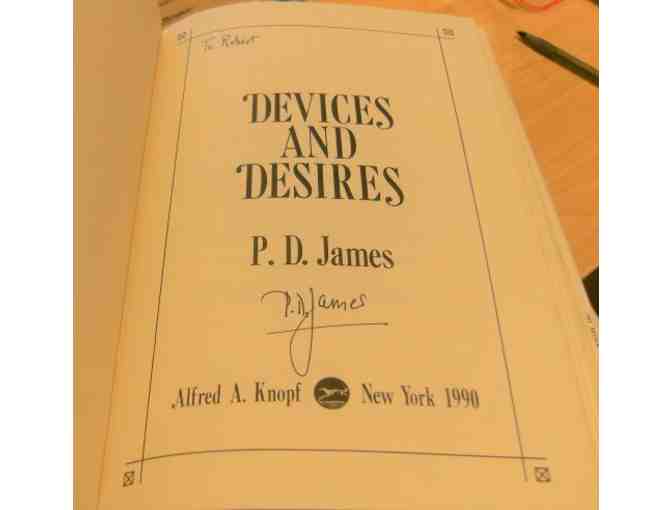 To Robert
DEVICES
AND
DESIRES
P. D. James
P. D. James
Alfred A. Knopf New York 1990